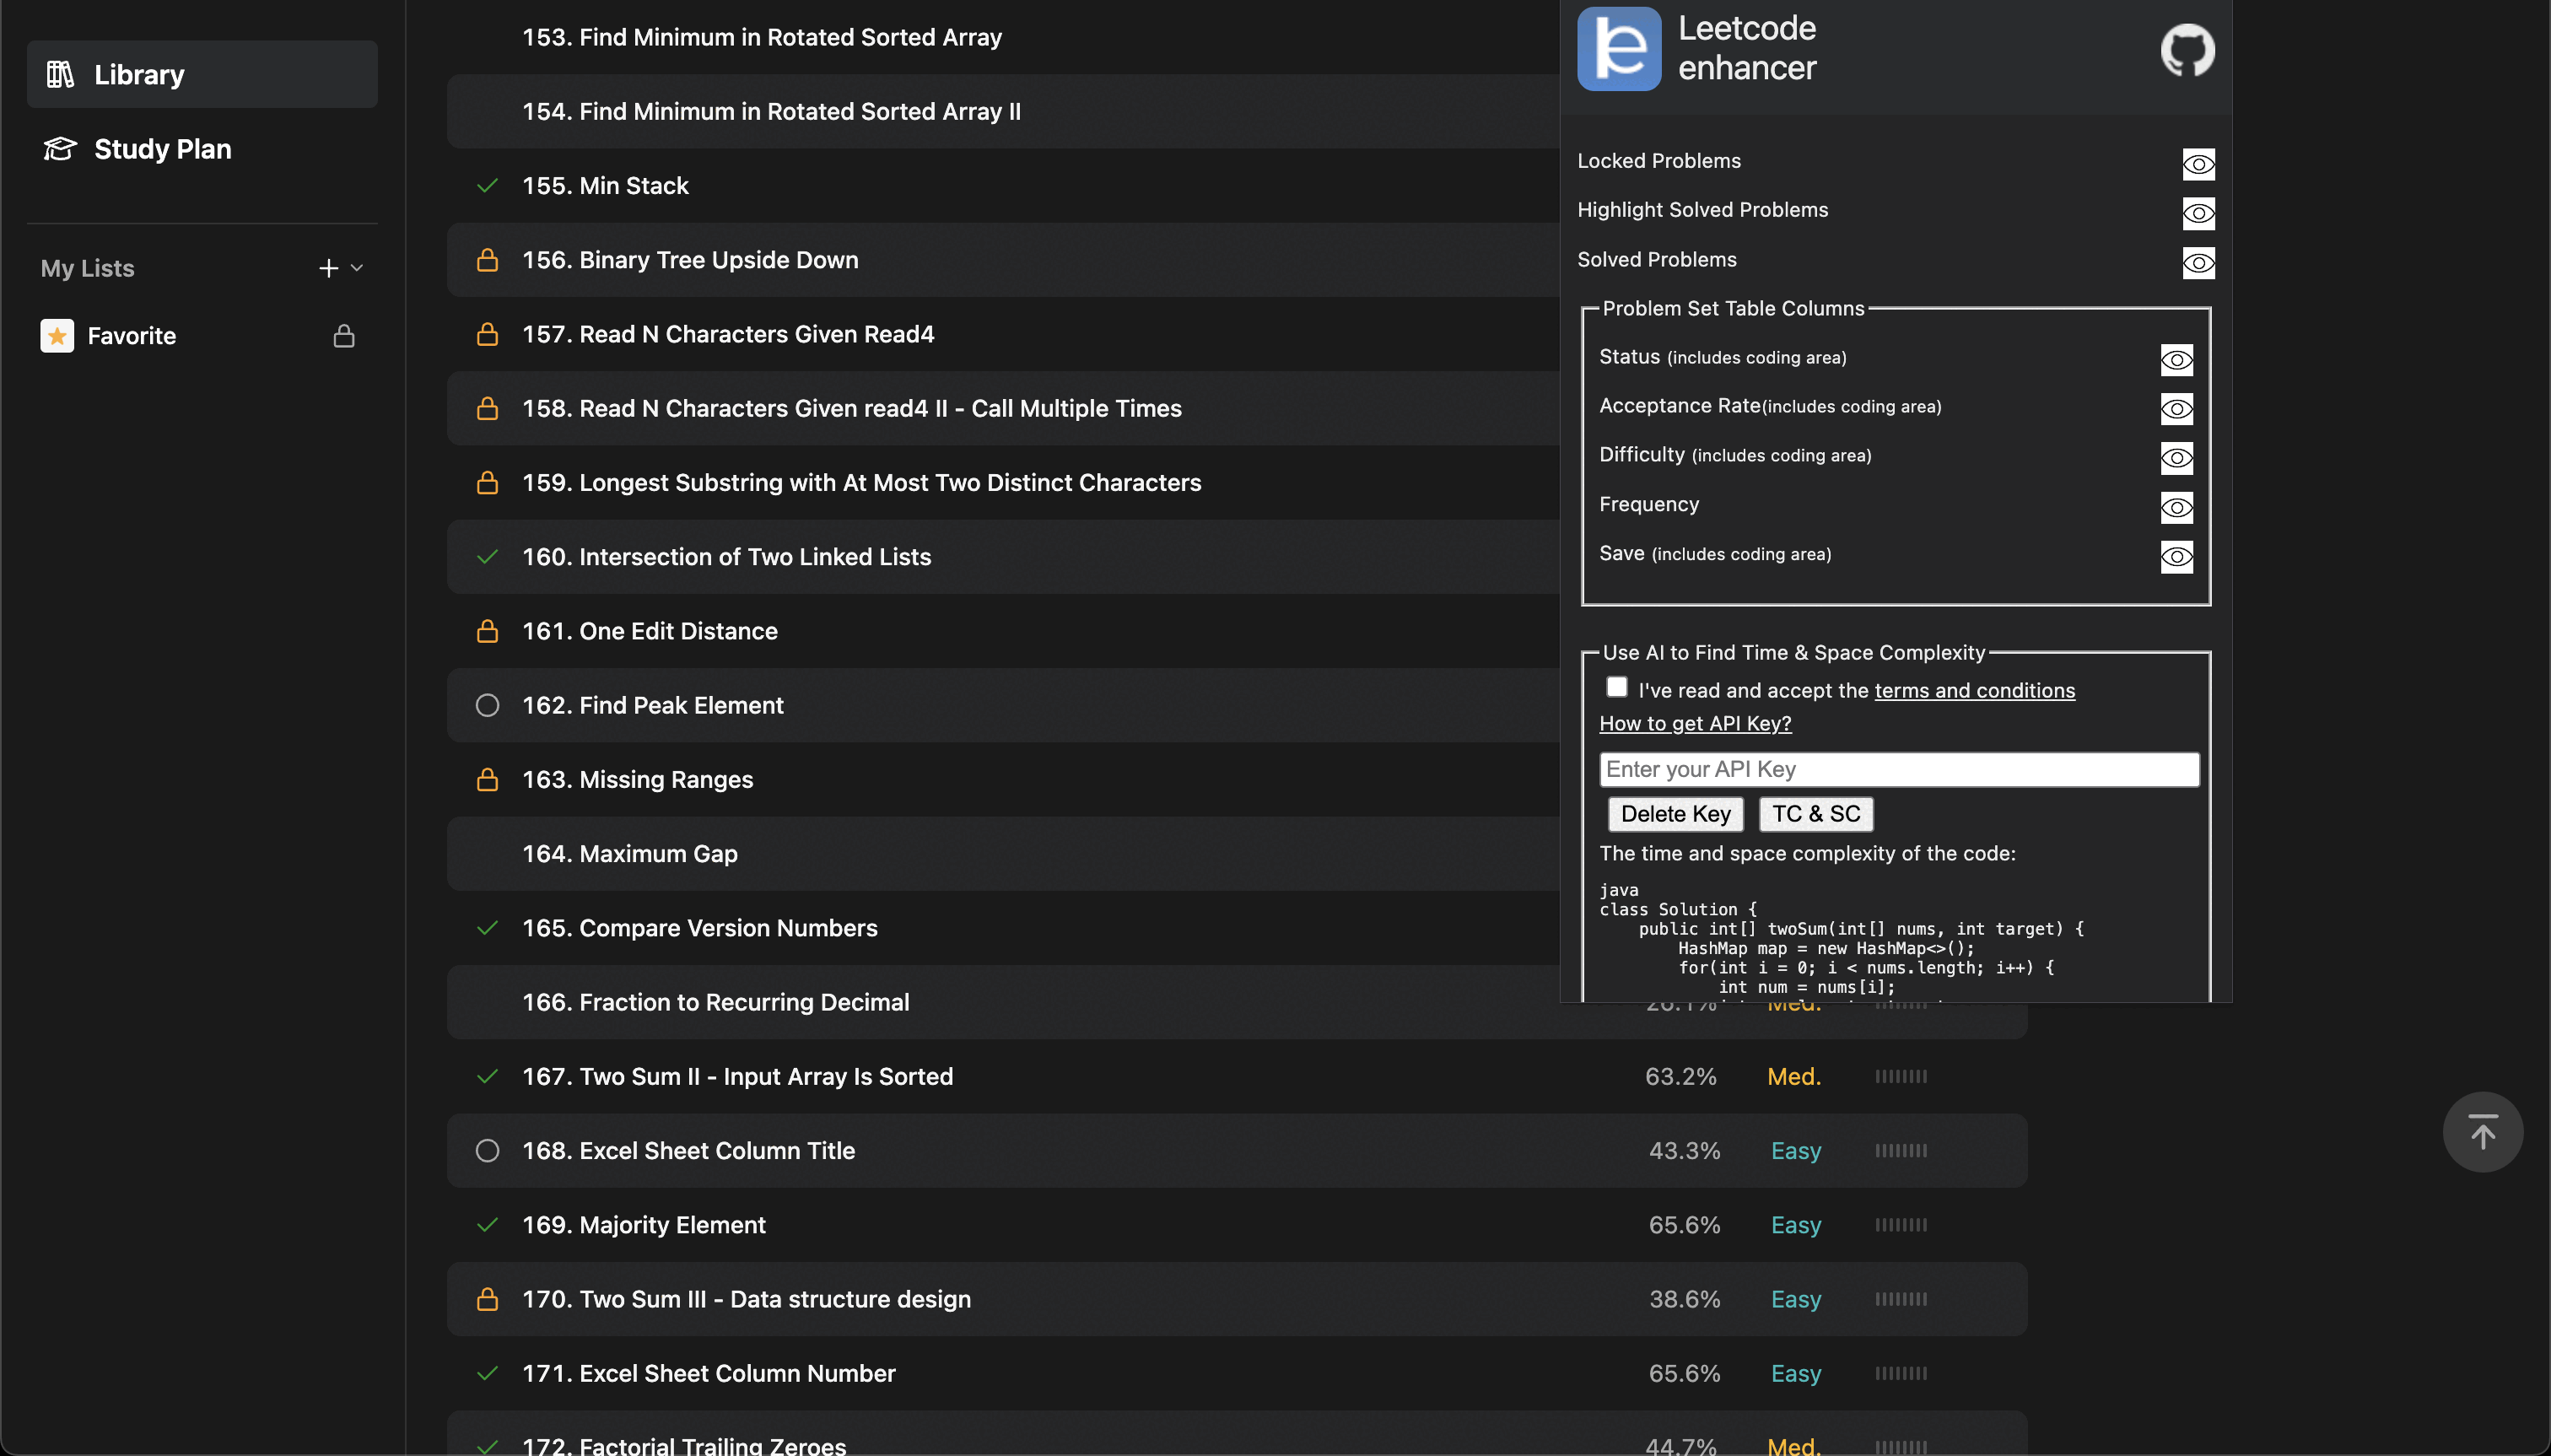 Library
Study Plan
My Lists
Favorite
153. Find Minimum in Rotated Sorted Array
154. Find Minimum in Rotated Sorted Array II
155. Min Stack
156. Binary Tree Upside Down
157. Read N Characters Given Read4
158. Read N Characters Given read4 II - Call Multiple Times
159. Longest Substring with At Most Two Distinct Characters
160. Intersection of Two Linked Lists
161. One Edit Distance
162. Find Peak Element
163. Missing Ranges
164. Maximum Gap
165. Compare Version Numbers
166. Fraction to Recurring Decimal Med.
167. Two Sum II - Input Array Is Sorted 63.2% Med.
168. Excel Sheet Column Title 43.3% Easy
169. Majority Element 65.6% Easy
170. Two Sum III - Data structure design 38.6% Easy
171. Excel Sheet Column Number 65.6% Easy
172. Factorial Trailing Zeroes 44.7% Med.
Leetcode
enhancer
Locked Problems
Highlight Solved Problems
Solved Problems
Problem Set Table Columns
Status (includes coding area)
Acceptance Rate(includes coding area)
Difficulty (includes coding area)
Frequency
Save (includes coding area)
Use AI to Find Time & Space Complexity
I've read and accept the terms and conditions
How to get API Key?
Enter your API Key
Delete Key TC & SC
The time and space complexity of the code:
java
class Solution {
public int[] twoSum(int[] nums, int target) {
HashMap map = new HashMap<>();
for(int i = 0; i < nums.length; i++) {
int num = nums[i];